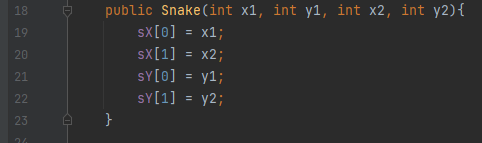 18 public Snake(int x1, int y1, int x2, int y2){
19 sX[0] = x1;
20 sX[1] = x2;
21 sY[0] = y1;
22 sY[1] = y2;
23 }